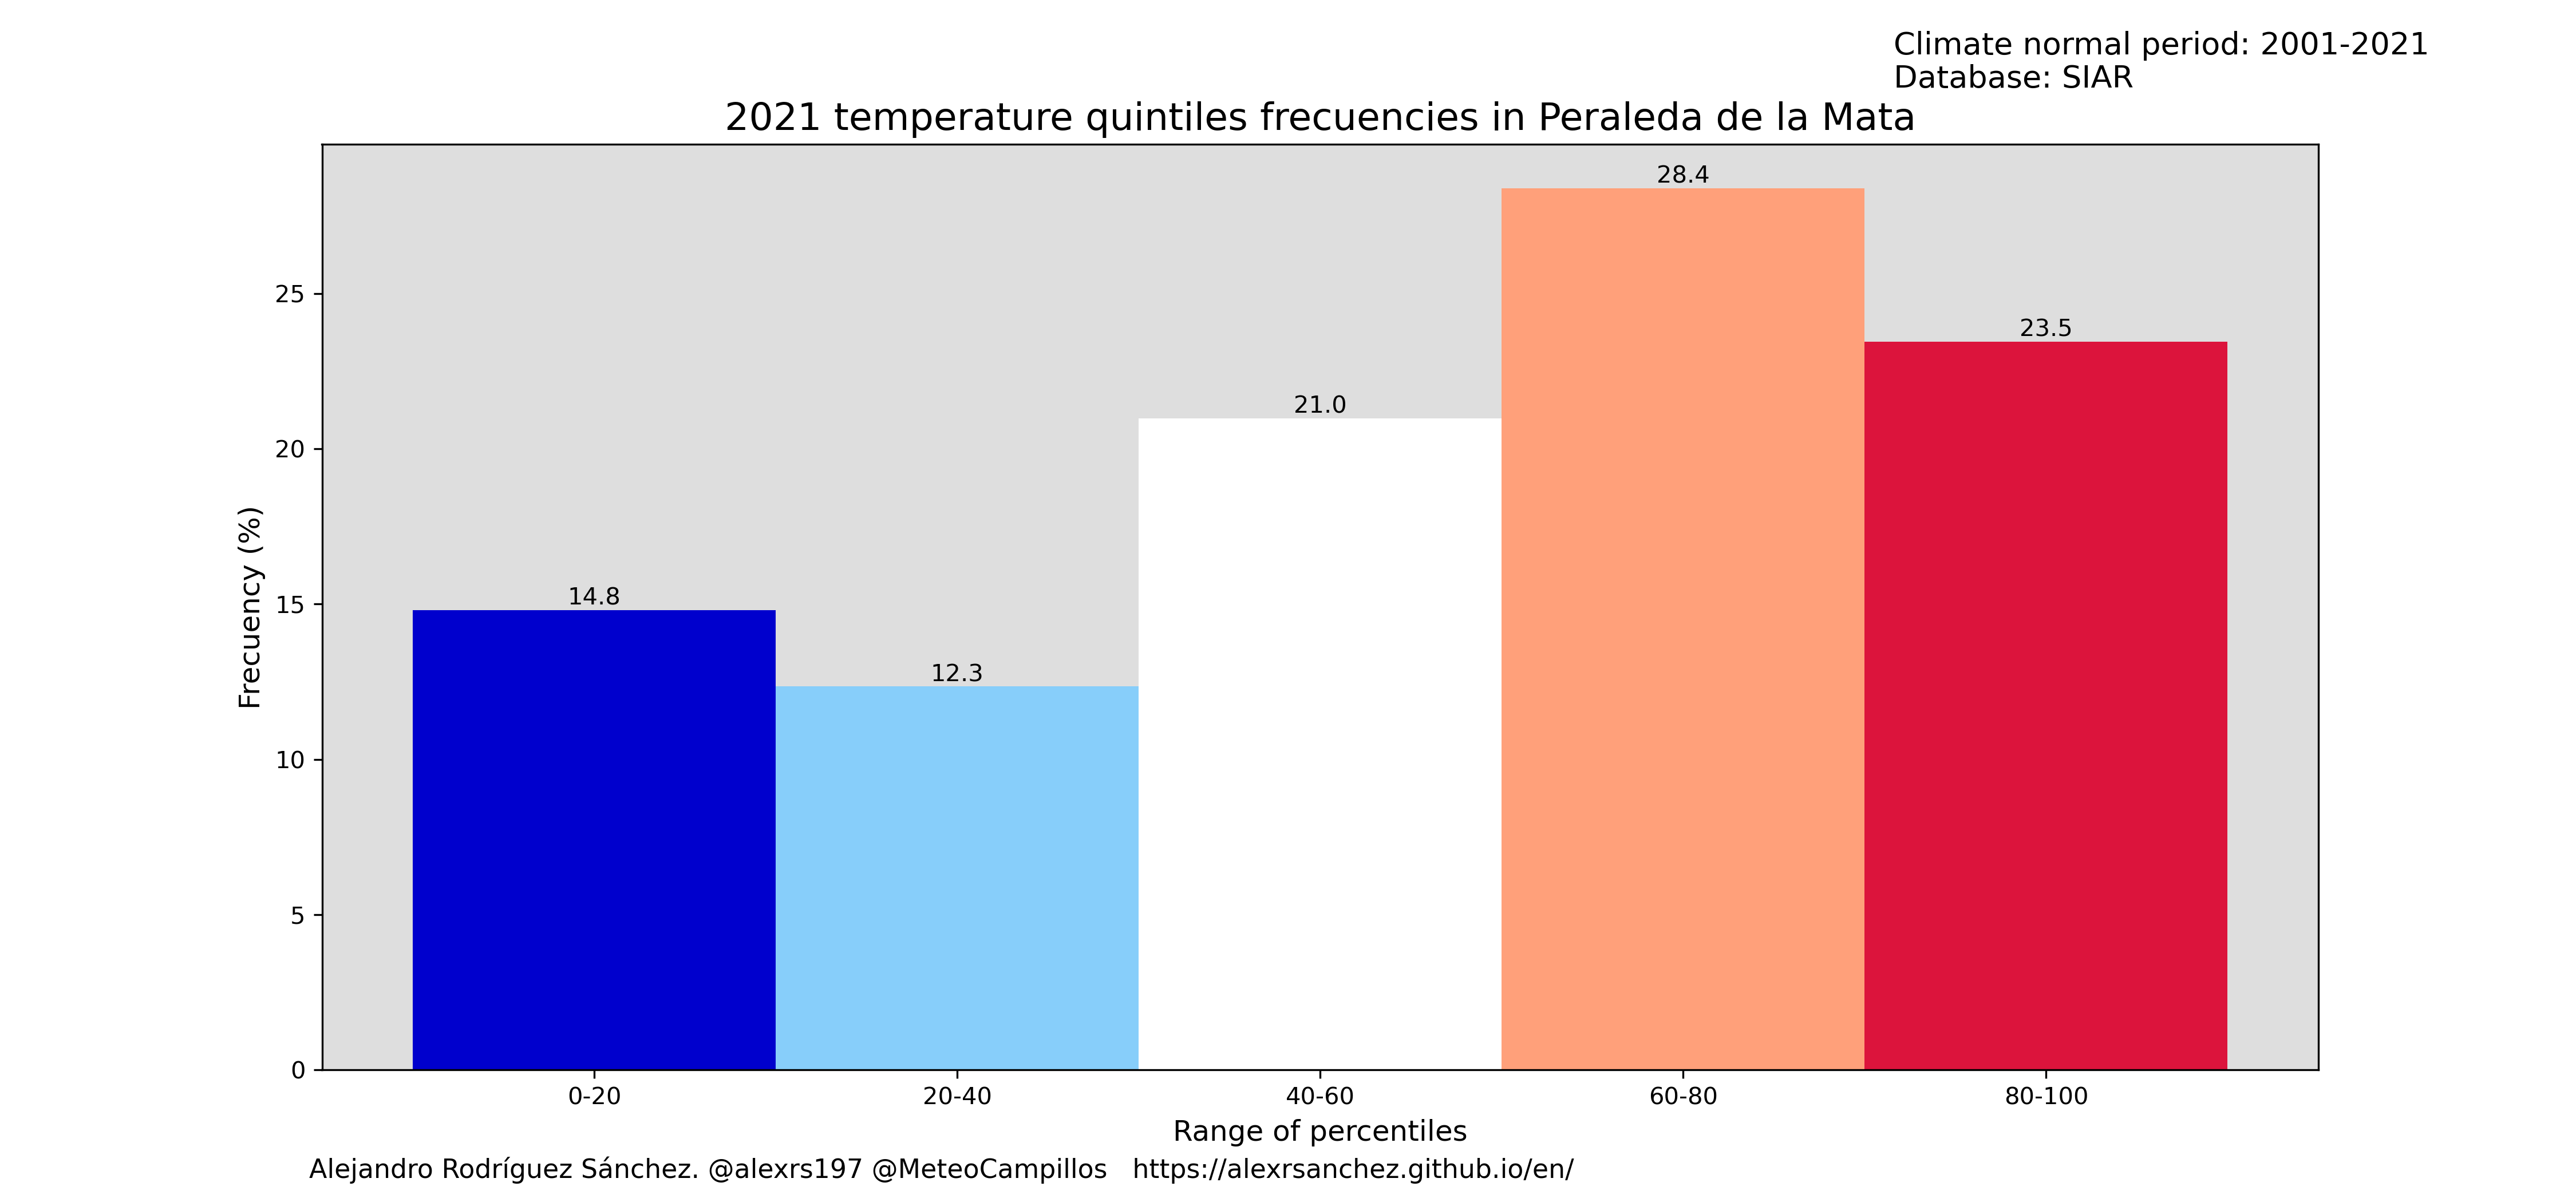 Climate normal period: 2001-2021
Database: SIAR
2021 temperature quintiles frecuencies in Peraleda de la Mata
Frecuency (%)
25
20
15
10
5
0
14.8
12.3
21.0
28.4
23.5
0-20
20-40
40-60
60-80
80-100
Range of percentiles
Alejandro Rodríguez Sánchez. @alexrs197 @MeteoCampillos https://alexrsanchez.github.io/en/